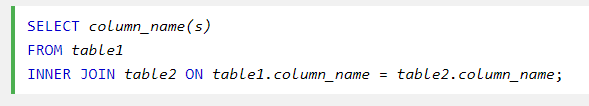 SELECT column_name(s)
FROM table1
INNER JOIN table2 ON table1.column_name = table2.column_name;